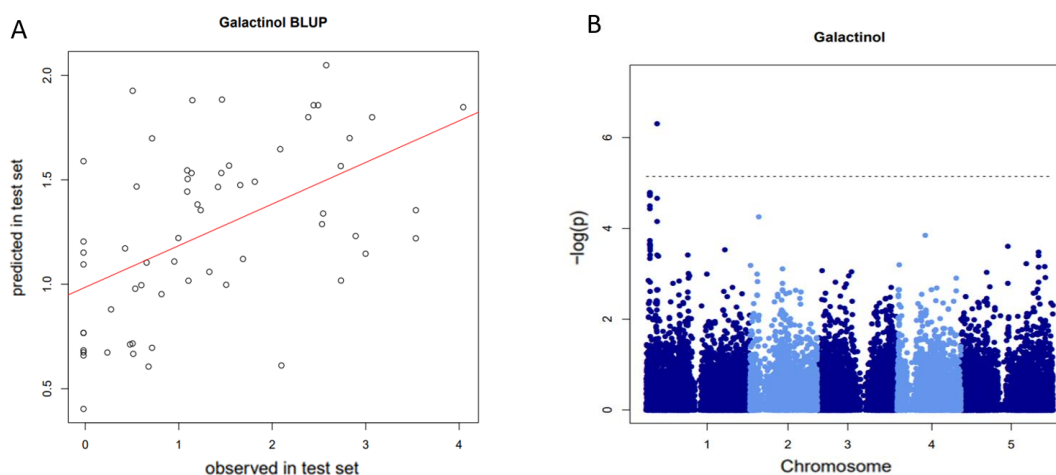 A
Galactinol BLUP
predicted in test set
2.0
1.5
1.0
0.5
0 1 2 3 4
observed in test set
B
Galactinol
−log(p)
6
4
2
0
1 2 3 4 5
Chromosome